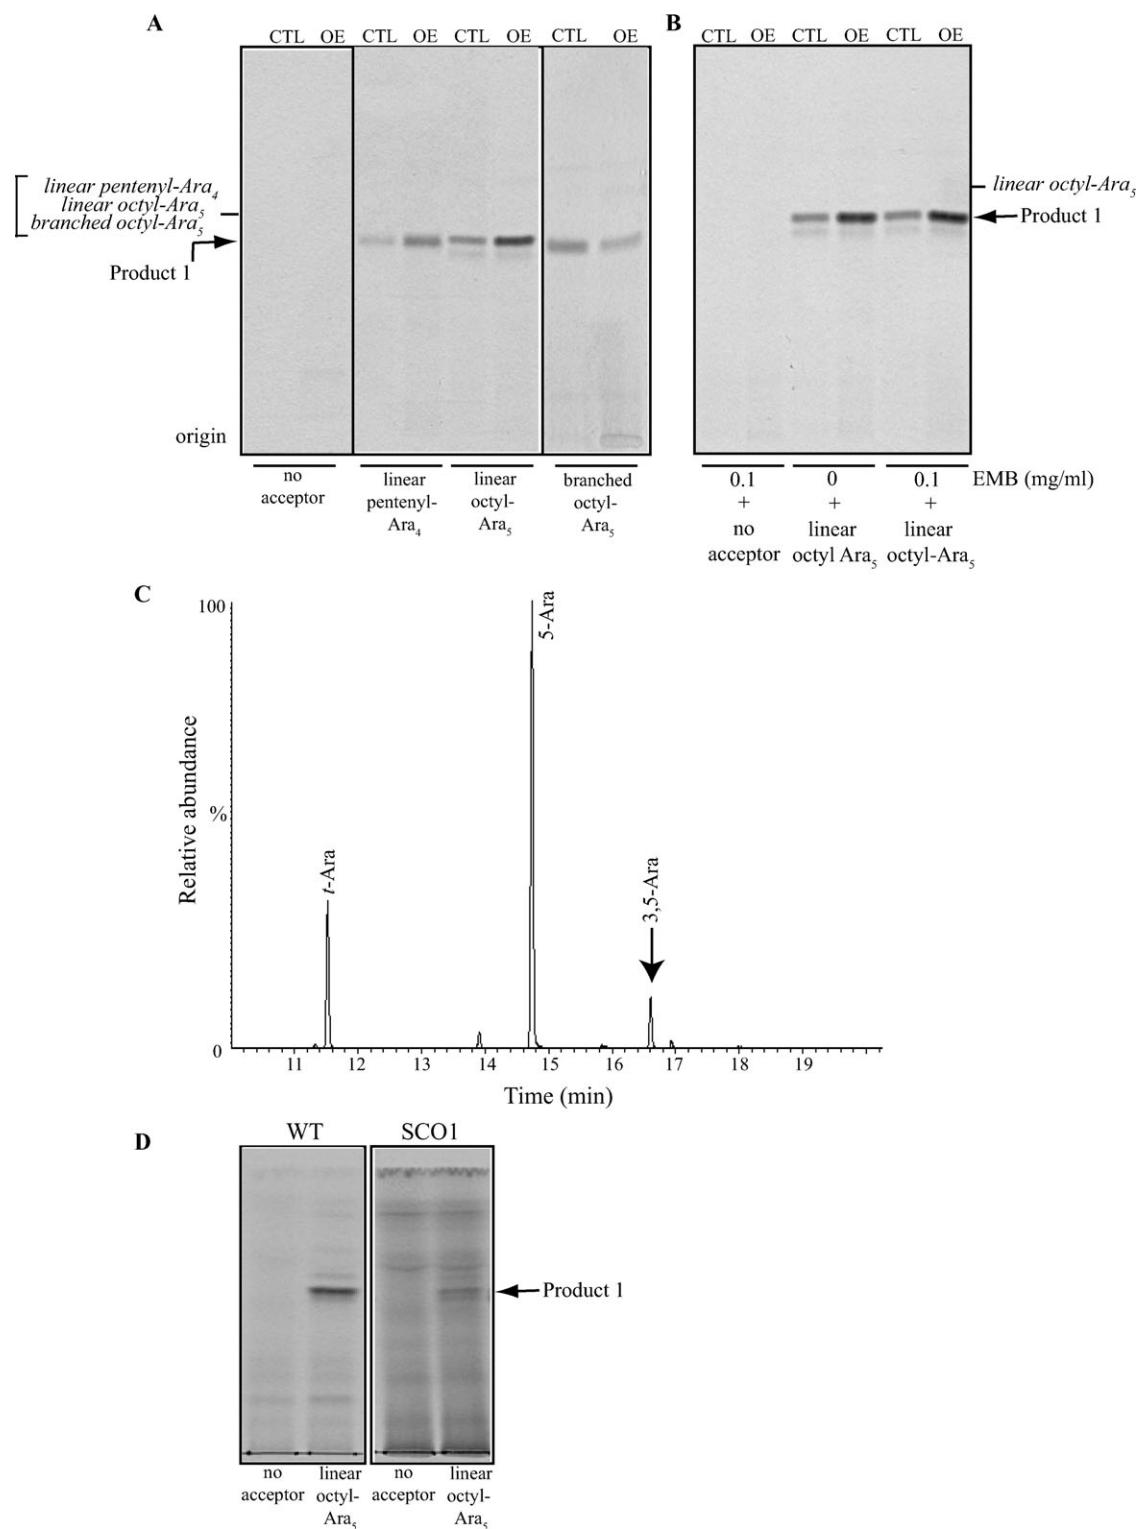 A
CTL OE CTL OE CTL OE CTL OE
linear pentenyl-Ara4
linear octyl-Ara5
branched octyl-Ara5
Product 1
origin
no
acceptor
linear
pentenyl-
Ara4
linear
octyl-
Ara5
branched
octyl-
Ara5
B
CTL OE CTL OE CTL OE
linear octyl-Ara5
Product 1
0.1 0 0.1 EMB (mg/ml)
+ + +
no
acceptor
linear
octyl Ara5
linear
octyl-Ara5
C
100
%
0
Relative abundance
t-Ara
5-Ara
3,5-Ara
11 12 13 14 15 16 17 18 19
Time (min)
D
WT
SCO1
Product 1
no
acceptor
linear
octyl-
Ara5
no
acceptor
linear
octyl-
Ara5